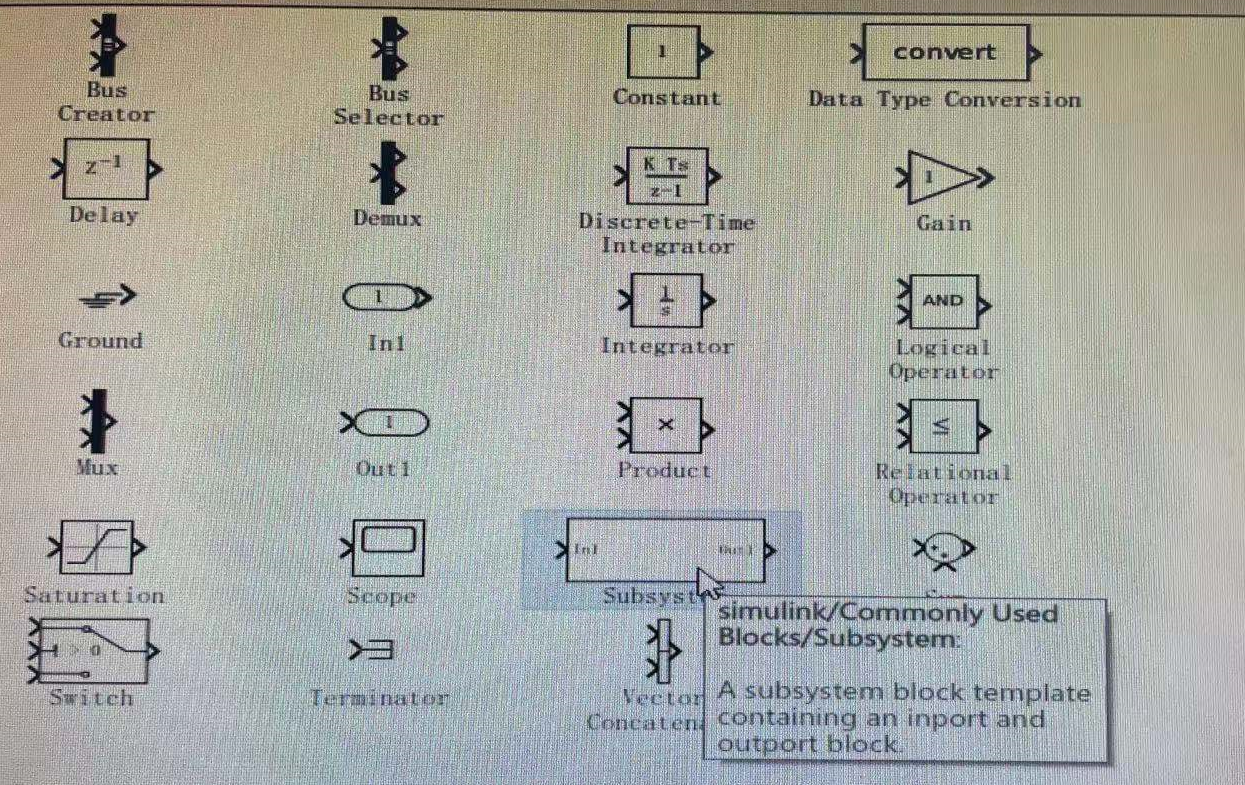 Bus
Creator
Bus
Selector
1
Constant
convert
Data Type Conversion
z-1
Delay
Demux
K Ts
z-1
Discrete-Time
Integrator
1
Gain
Ground
1
In1
1
s
Integrator
AND
Logical
Operator
Mux
1
Out1
×
Product
≤
Relational
Operator
Saturation
Scope
In1
Out1
> 0
Switch
Terminator
Vector
simulink/Commonly Used
Blocks/Subsystem:
A subsystem block template
containing an inport and
outport block.